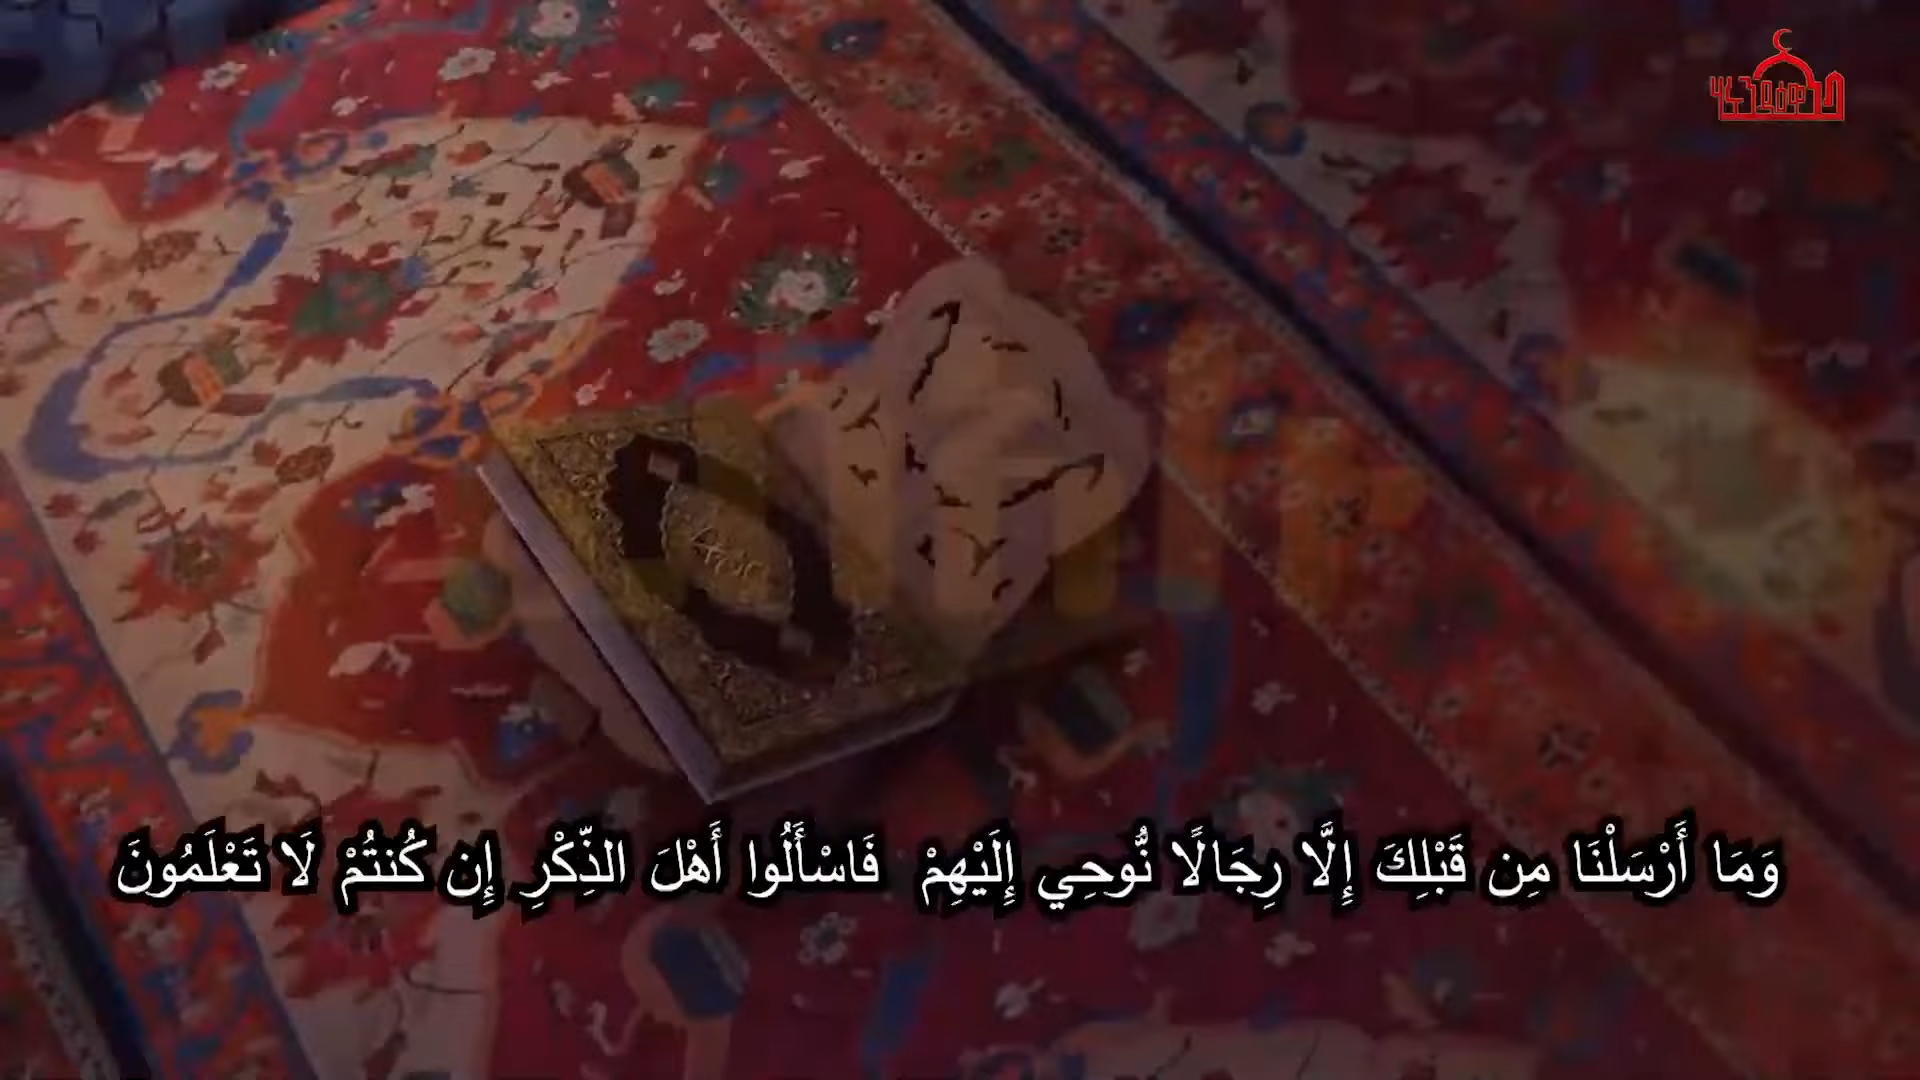 وَمَا أَرْسَلْنَا مِن قَبْلِكَ إِلَّا رِجَالًا نُّوحِي إِلَيْهِمْ فَاسْأَلُوا أَهْلَ الذِّكْرِ إِن كُنتُمْ لَا تَعْلَمُونَ